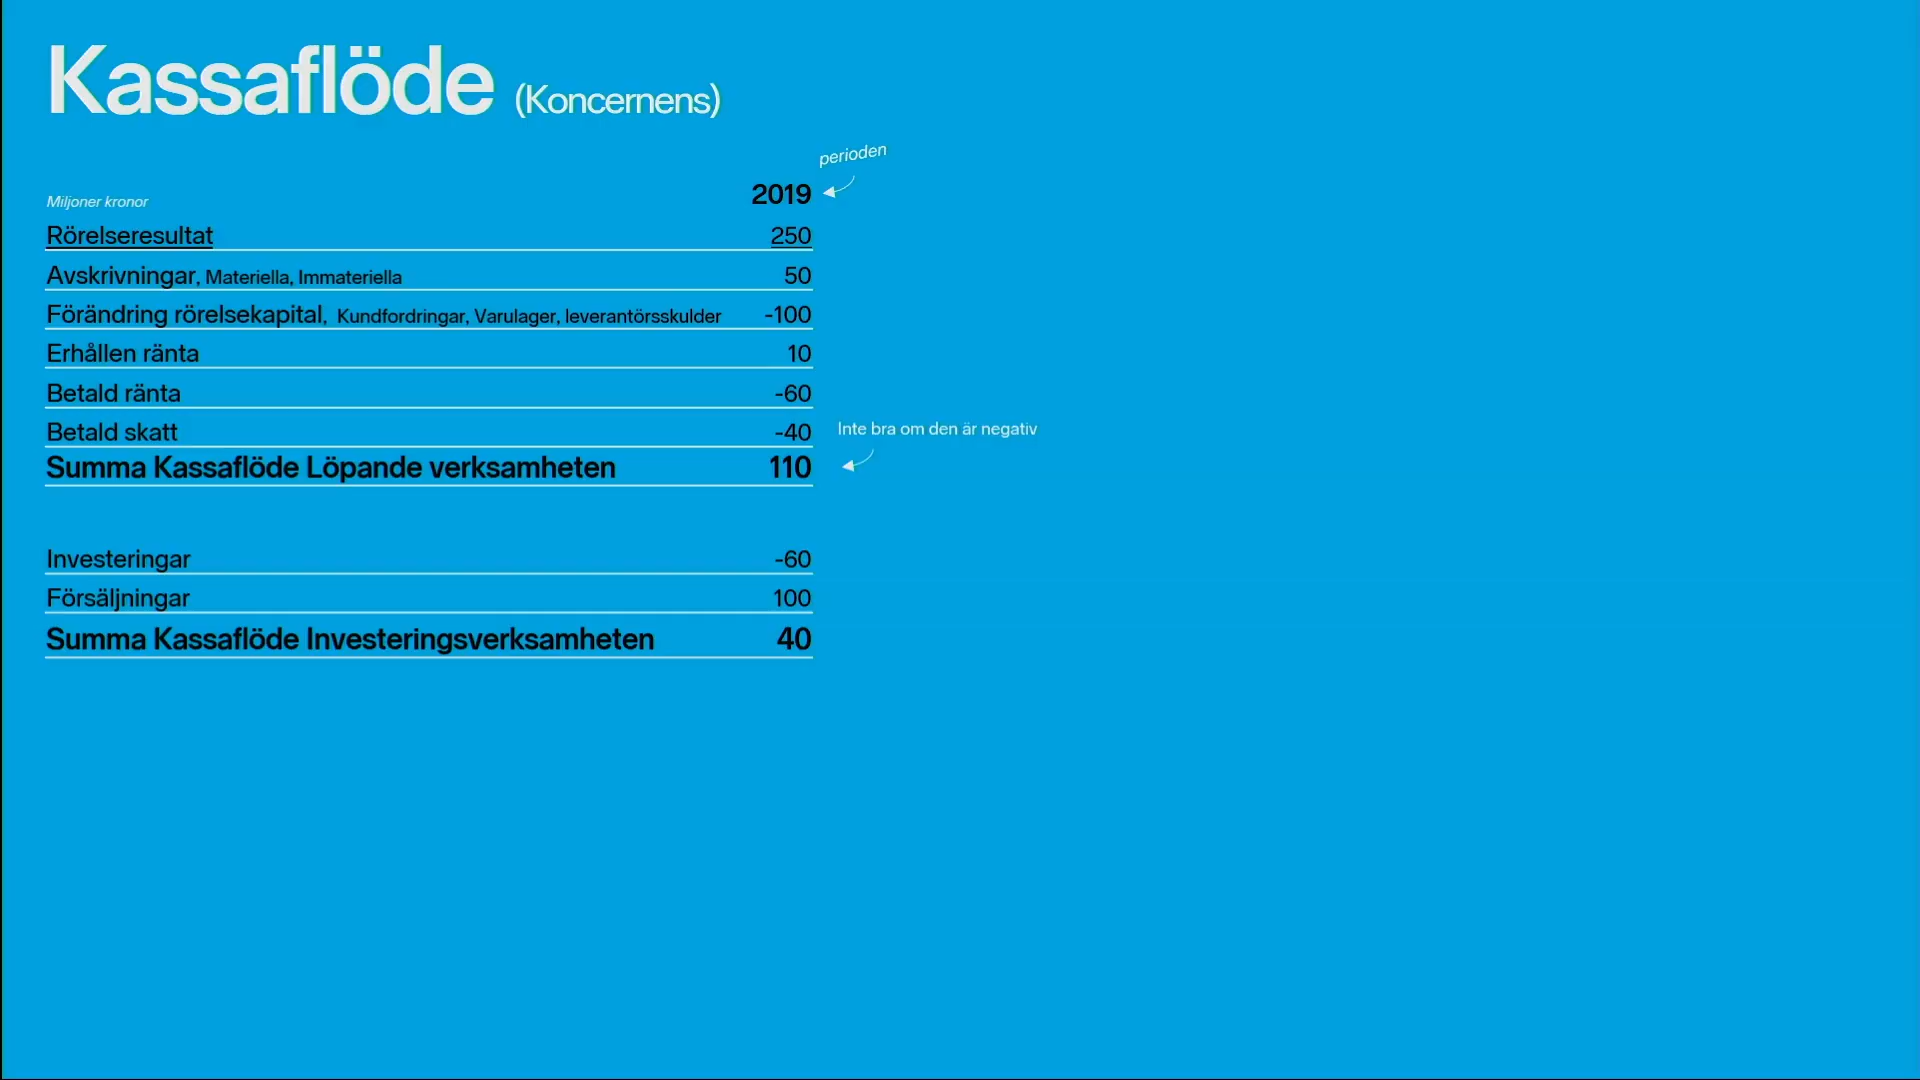 Kassaflöde (Koncernens)
perioden
Miljoner kronor 2019
Rörelseresultat 250
Avskrivningar, Materiella, Immateriella 50
Förändring rörelsekapital, Kundfordringar, Varulager, leverantörsskulder -100
Erhållen ränta 10
Betald ränta -60
Betald skatt -40
Inte bra om den är negativ
Summa Kassaflöde Löpande verksamheten 110
Investeringar -60
Försäljningar 100
Summa Kassaflöde Investeringsverksamheten 40